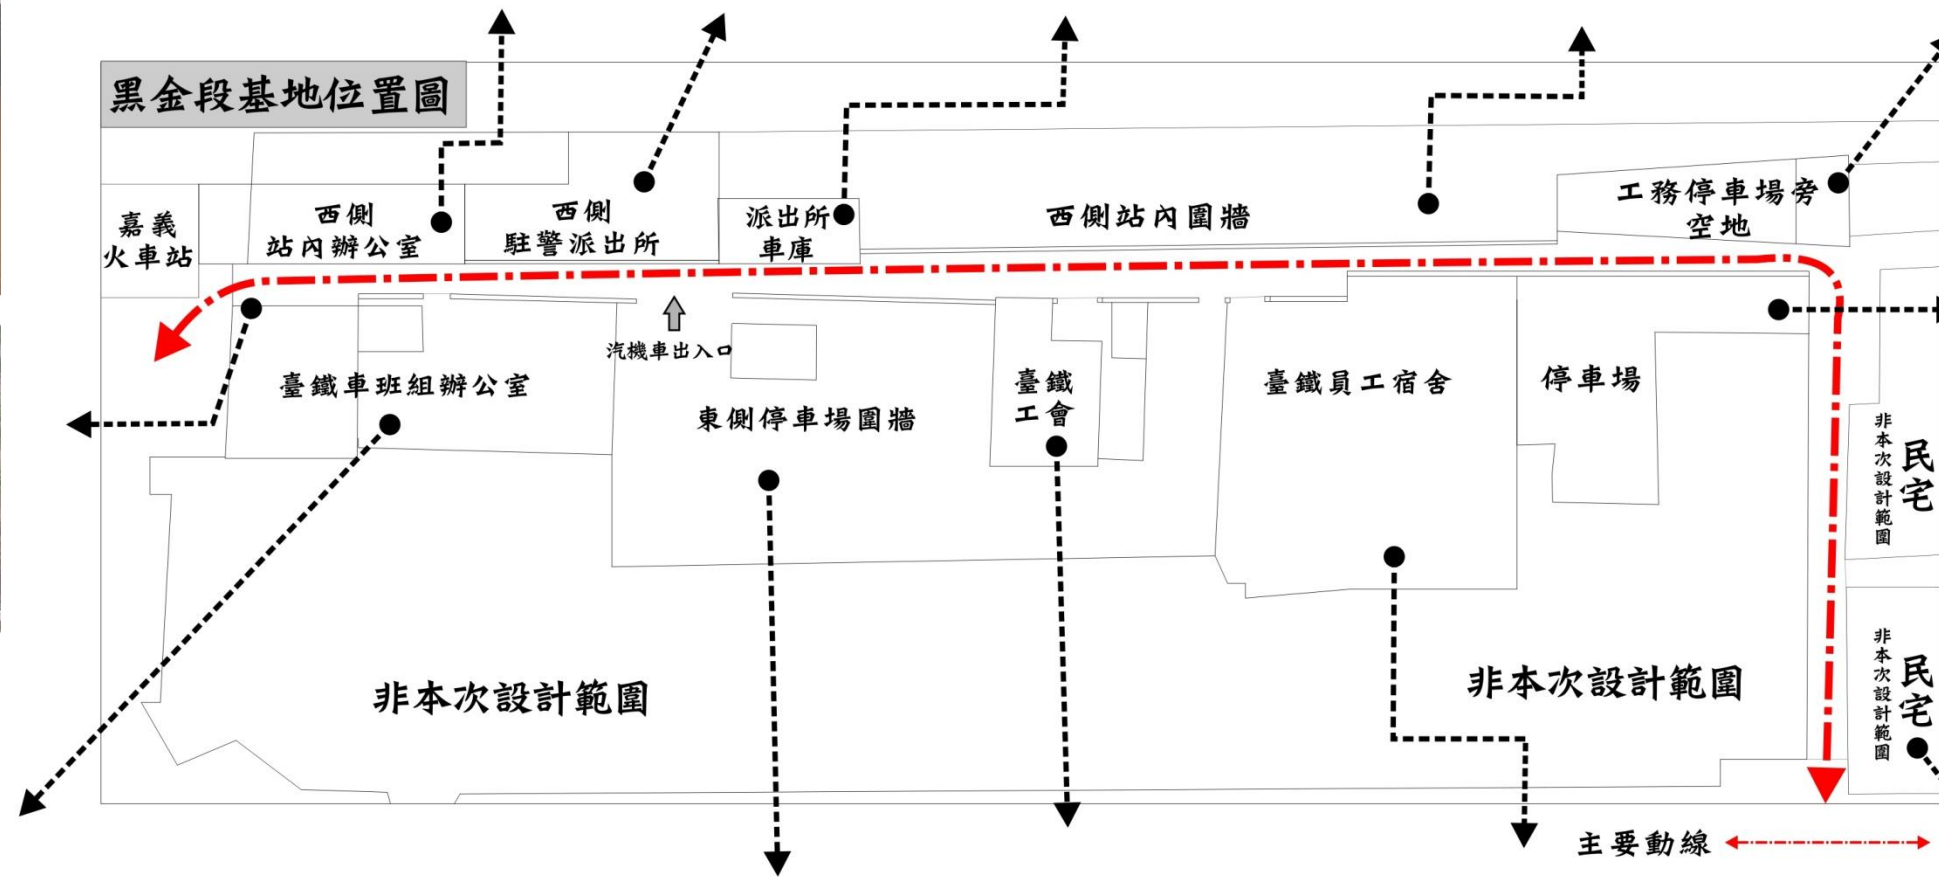 黑金段基地位置圖
嘉義
火車站
西側
站內辦公室
西側
駐警派出所
派出所
車庫
西側站內圍牆
工務停車場旁
空地
汽機車出入口
臺鐵車班組辦公室
東側停車場圍牆
臺鐵
工會
臺鐵員工宿舍
停車場
民宅
非本次設計範圍
民宅
非本次設計範圍
非本次設計範圍
非本次設計範圍
主要動線